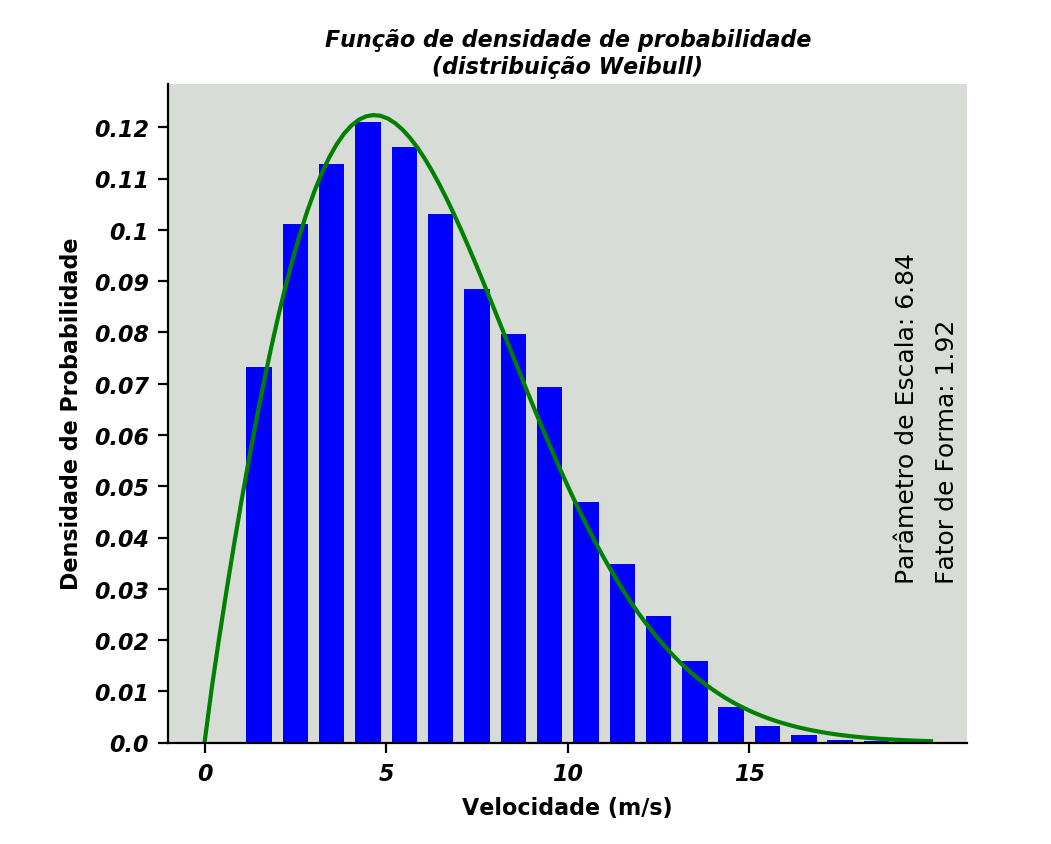 Função de densidade de probabilidade
(distribuição Weibull)
Densidade de Probabilidade
0.12
0.11
0.1
0.09
0.08
0.07
0.06
0.05
0.04
0.03
0.02
0.01
0.0
0 5 10 15
Velocidade (m/s)
Parâmetro de Escala: 6.84
Fator de Forma: 1.92